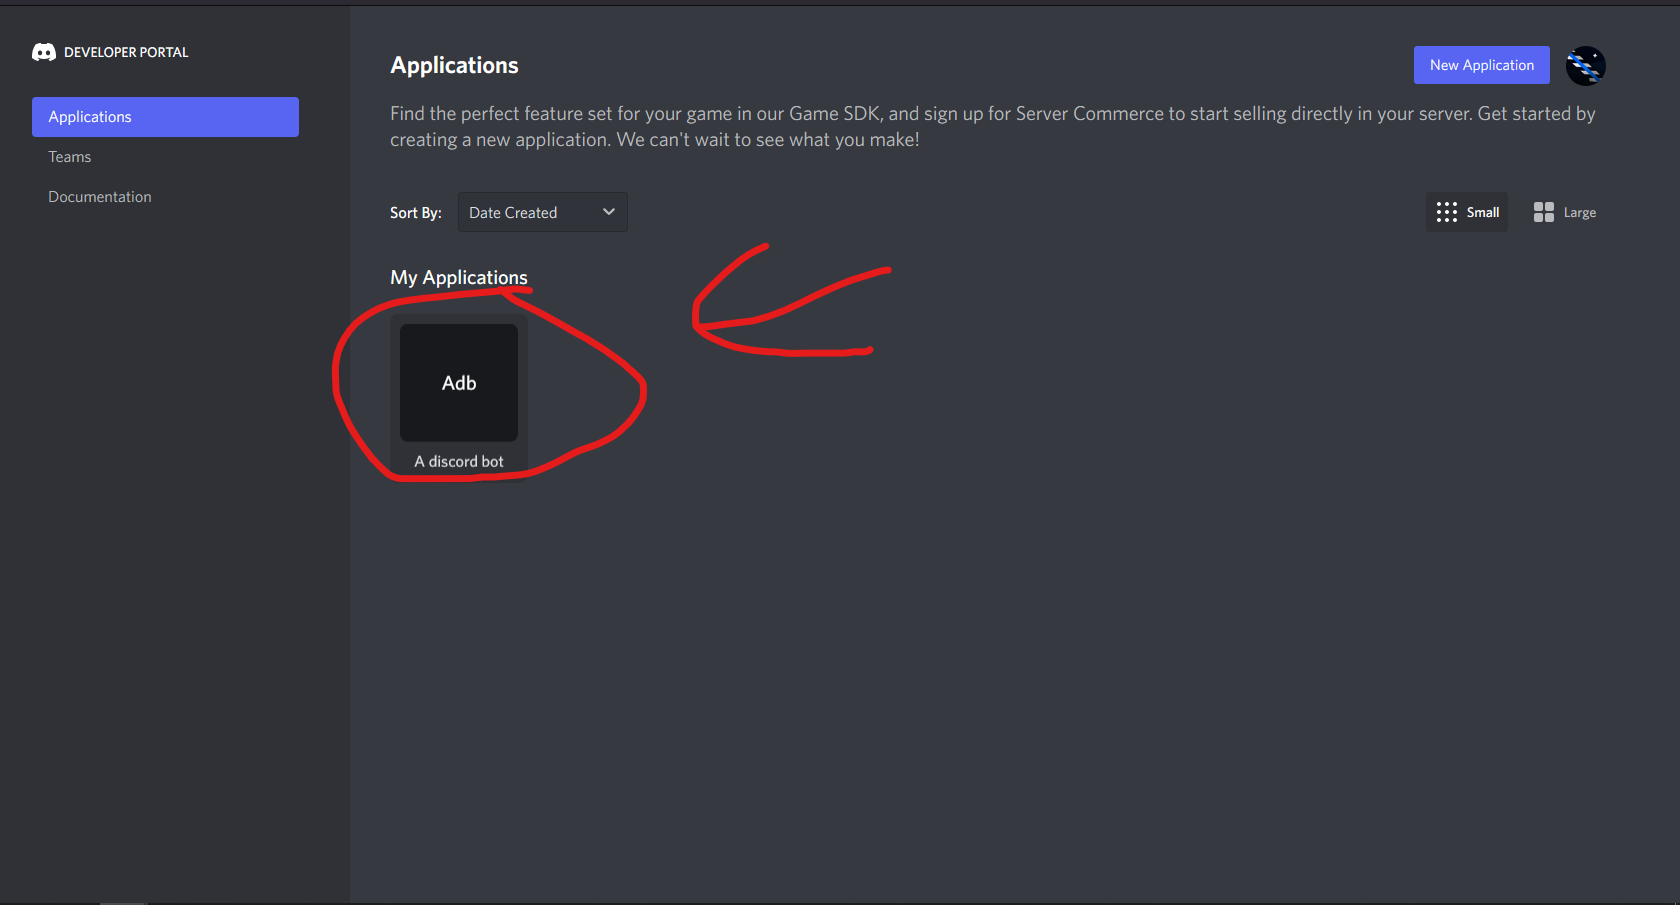 DEVELOPER PORTAL
Applications
Teams
Documentation
Applications
New Application
Find the perfect feature set for your game in our Game SDK, and sign up for Server Commerce to start selling directly in your server. Get started by
creating a new application. We can't wait to see what you make!
Sort By: Date Created
Small Large
My Applications
Adb
A discord bot